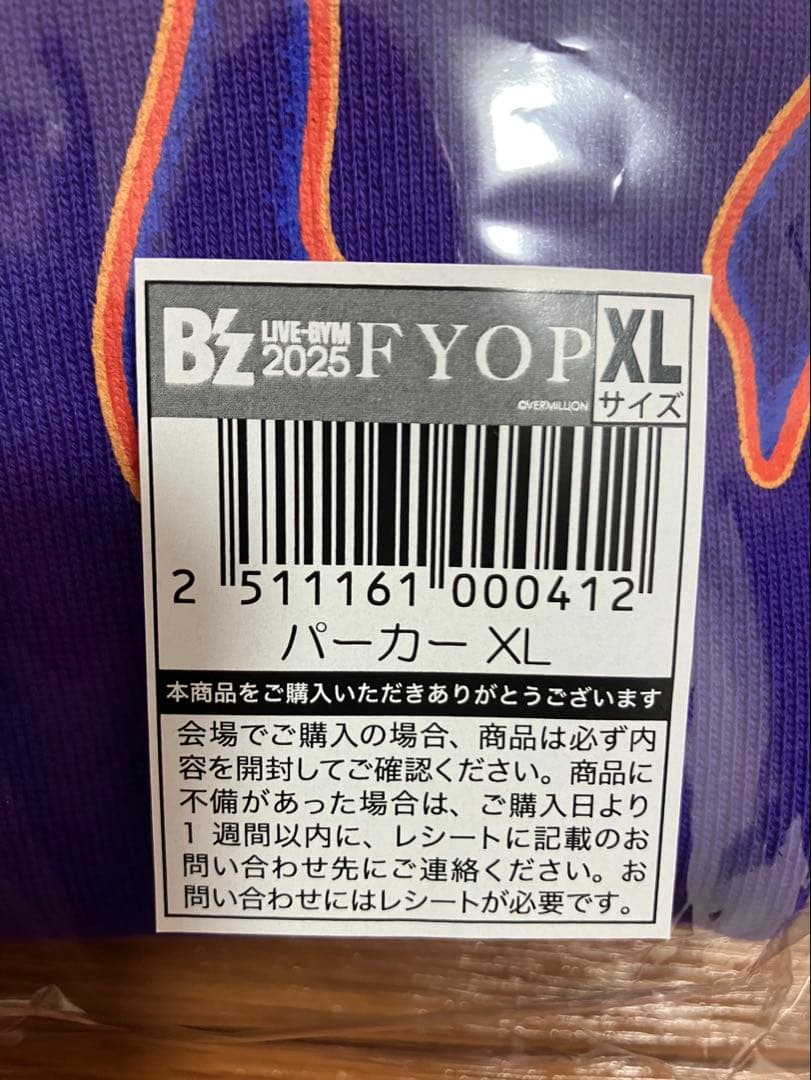 B'z LIVE-GYM 2025 FYOP XL
サイズ
©VERMILLION
2 511161 000412
パーカー XL
本商品をご購入いただきありがとうございます
会場でご購入の場合、商品は必ず内
容を開封してご確認ください。商品に
不備があった場合は、ご購入日より
1 週間以内に、レシートに記載のお
問い合わせ先にご連絡ください。お
問い合わせにはレシートが必要です。